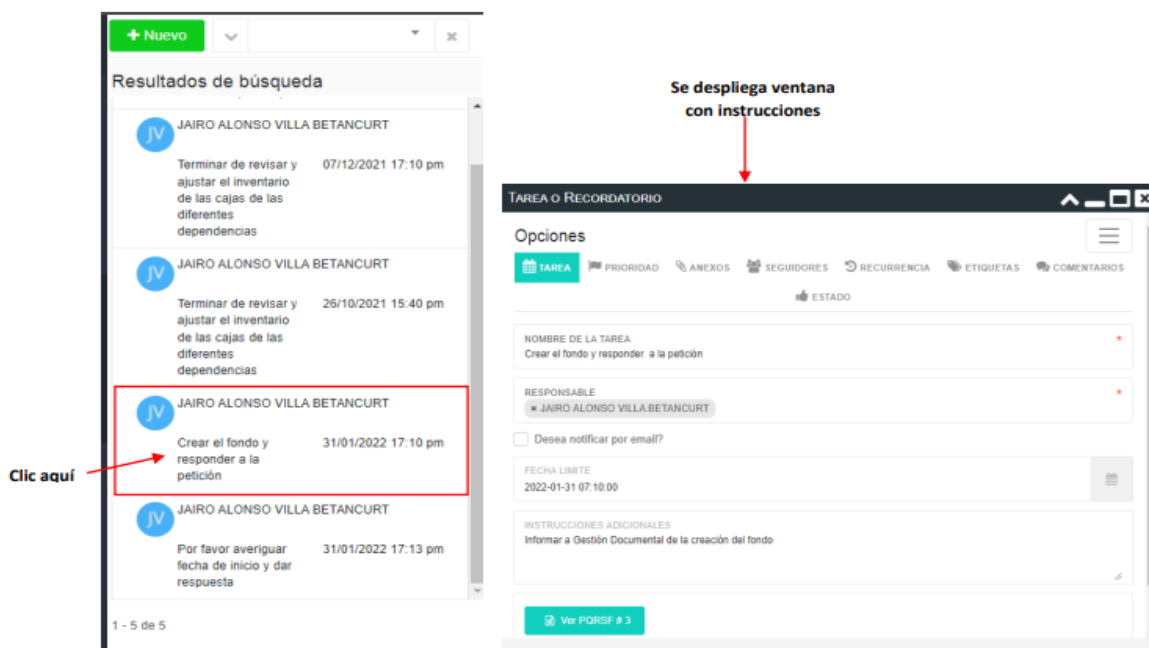 + Nuevo
Resultados de búsqueda
JV JAIRO ALONSO VILLA BETANCURT
Terminar de revisar y 07/12/2021 17:10 pm
ajustar el inventario
de las cajas de las
diferentes
dependencias
JV JAIRO ALONSO VILLA BETANCURT
Terminar de revisar y 26/10/2021 15:40 pm
ajustar el inventario
de las cajas de las
diferentes
dependencias
JV JAIRO ALONSO VILLA BETANCURT
Crear el fondo y 31/01/2022 17:10 pm
responder a la
petición
Clic aquí
JV JAIRO ALONSO VILLA BETANCURT
Por favor averiguar 31/01/2022 17:13 pm
fecha de inicio y dar
respuesta
1 - 5 de 5
Se despliega ventana
con instrucciones
TAREA O RECORDATORIO
Opciones
TAREA PRIORIDAD ANEXOS SEGUIDORES RECURRENCIA ETIQUETAS COMENTARIOS
ESTADO
NOMBRE DE LA TAREA *
Crear el fondo y responder a la petición
RESPONSABLE *
× JAIRO ALONSO VILLA BETANCURT
Desea notificar por email?
FECHA LIMITE
2022-01-31 07:10:00
INSTRUCCIONES ADICIONALES
Informar a Gestión Documental de la creación del fondo
Ver PQRSF # 3